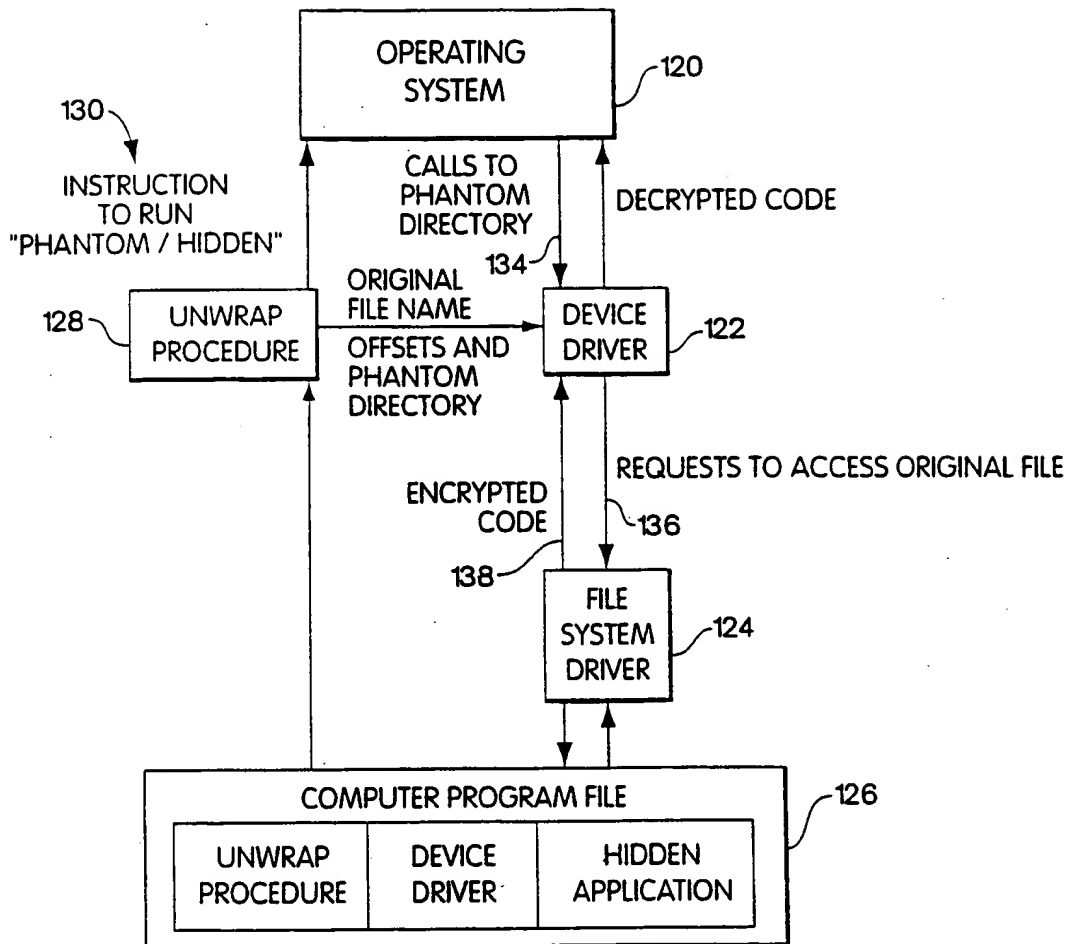 OPERATING
SYSTEM
120
130
INSTRUCTION
TO RUN
"PHANTOM / HIDDEN"
CALLS TO
PHANTOM
DIRECTORY
134
DECRYPTED CODE
128
UNWRAP
PROCEDURE
ORIGINAL
FILE NAME
OFFSETS AND
PHANTOM
DIRECTORY
DEVICE
DRIVER
122
ENCRYPTED
CODE
138
REQUESTS TO ACCESS ORIGINAL FILE
136
FILE
SYSTEM
DRIVER
124
COMPUTER PROGRAM FILE
126
UNWRAP
PROCEDURE
DEVICE
DRIVER
HIDDEN
APPLICATION